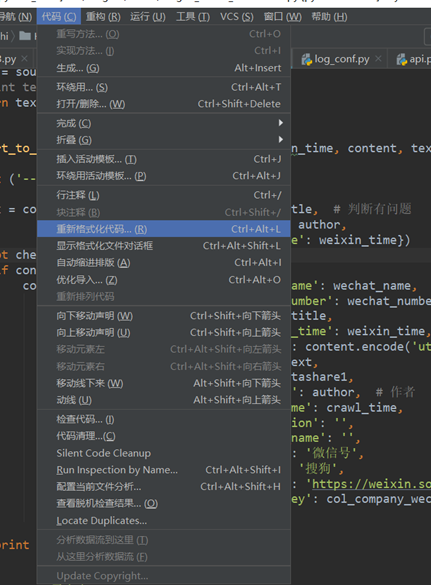 导航 (N) 代码 (C) 重构 (R) 运行 (U) 工具 (T) VCS (S) 窗口 (W) 帮助 (H)
重写方法... (O) Ctrl+O
实现方法... (I) Ctrl+I
生成... (G) Alt+Insert
环绕用... (S) Ctrl+Alt+T
打开/删除... (W) Ctrl+Shift+Delete
完成 (C)
折叠 (G)
插入活动模板... (T) Ctrl+J
环绕活动模板... (P) Ctrl+Alt+J
行注释 (L) Ctrl+/
块注释 (B) Ctrl+Shift+/
重新格式化代码... (R) Ctrl+Alt+L
显示格式化文件对话框 Ctrl+Alt+Shift+L
自动缩进排版 (A) Ctrl+Alt+I
优化导入... (Z) Ctrl+Alt+O
重新排列代码
向下移动声明 (W) Ctrl+Shift+向下箭头
向上移动声明 (U) Ctrl+Shift+向上箭头
移动元素左 Ctrl+Alt+Shift+向左箭头
移动元素右 Ctrl+Alt+Shift+向右箭头
移动线下来 (W) Alt+Shift+向下箭头
动线 (U) Alt+Shift+向上箭头
检查代码... (I)
代码清理...(C)
Silent Code Cleanup
Run Inspection by Name... Ctrl+Alt+Shift+I
配置当前文件分析... Ctrl+Alt+Shift+H
查看脱机检查结果... (O)
Locate Duplicates...
分析数据流到这里 (T)
从这里分析数据流 (F)
Update Copyright...
log_conf.py api.p
= sou
nt te
rn tex
rt_to_ n_time, content, tex
t ('--
t = co tle, # 判断有问题
author,
e': weixin_time})
ot che
if con
co ame': wechat_name,
umber': wechat_numbe
title,
_time': weixin_time,
: content.encode('ut
ext,
tashare1,
': author, # 作者
ime': crawl_time,
ion': '',
name': '',
: '微信号',
'搜狗',
: 'https://weixin.so
ey': col_company_wec
print